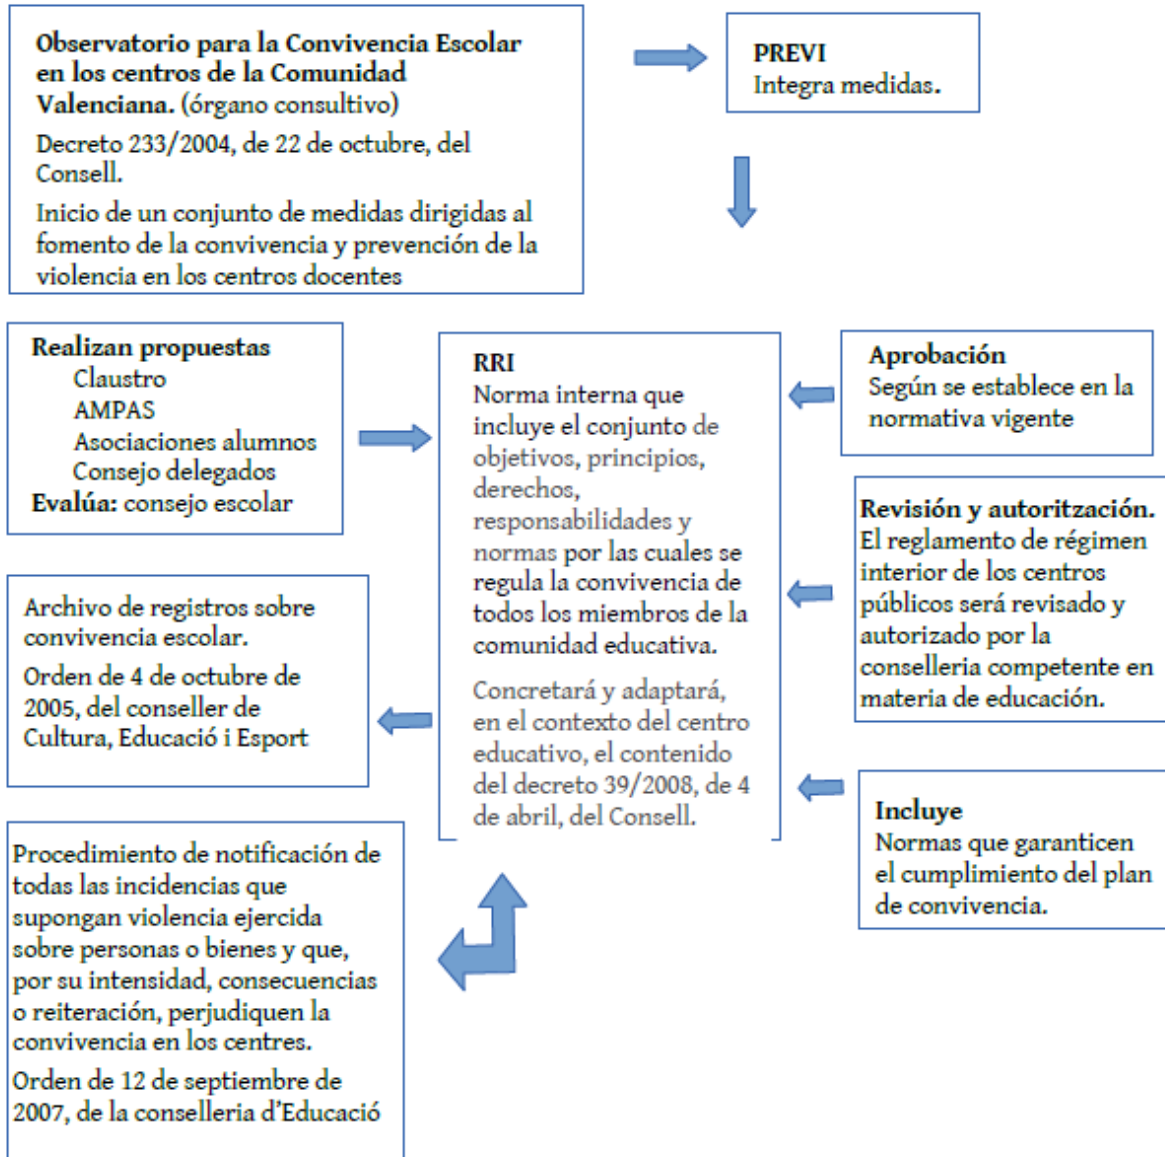 Observatorio para la Convivencia Escolar
en los centros de la Comunidad
Valenciana. (órgano consultivo)
Decreto 233/2004, de 22 de octubre, del
Consell.
Inicio de un conjunto de medidas dirigidas al
fomento de la convivencia y prevención de la
violencia en los centros docentes
PREVI
Integra medidas.
Realizan propuestas
Claustro
AMPAS
Asociaciones alumnos
Consejo delegados
Evalúa: consejo escolar
RRI
Norma interna que
incluye el conjunto de
objetivos, principios,
derechos,
responsabilidades y
normas por las cuales se
regula la convivencia de
todos los miembros de la
comunidad educativa.
Concretará y adaptará,
en el contexto del centro
educativo, el contenido
del decreto 39/2008, de 4
de abril, del Consell.
Aprobación
Según se establece en la
normativa vigente
Revisión y autoritzación.
El reglamento de régimen
interior de los centros
públicos será revisado y
autorizado por la
conselleria competente en
materia de educación.
Archivo de registros sobre
convivencia escolar.
Orden de 4 de octubre de
2005, del conseller de
Cultura, Educació i Esport
Incluye
Normas que garanticen
el cumplimiento del plan
de convivencia.
Procedimiento de notificación de
todas las incidencias que
supongan violencia ejercida
sobre personas o bienes y que,
por su intensidad, consecuencias
o reiteración, perjudiquen la
convivencia en los centres.
Orden de 12 de septiembre de
2007, de la conselleria d'Educació